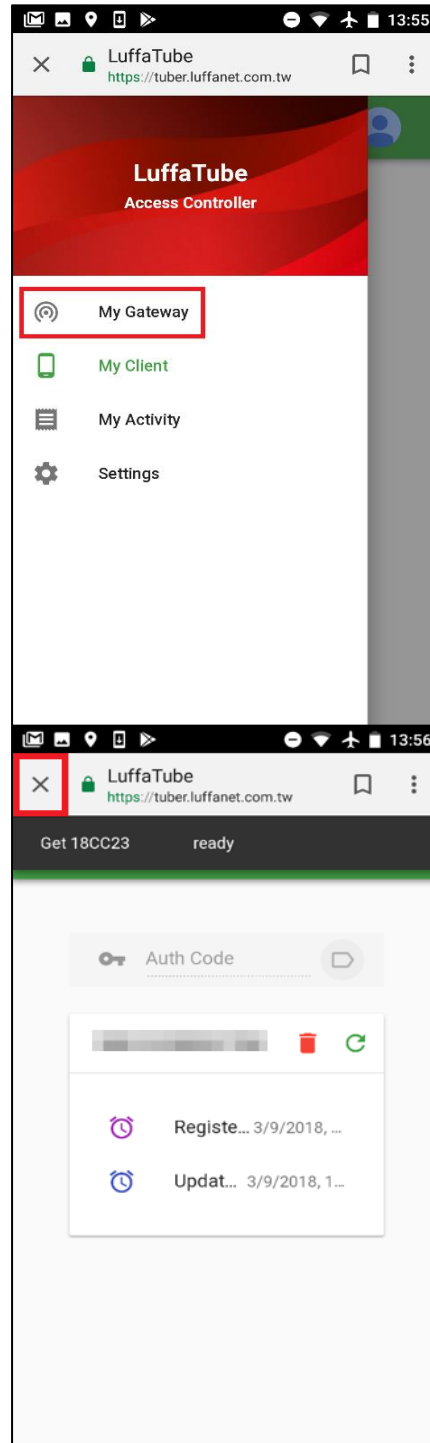 13:55
LuffaTube
https://tuber.luffanet.com.tw
LuffaTube
Access Controller
My Gateway
My Client
My Activity
Settings
13:56
LuffaTube
https://tuber.luffanet.com.tw
Get 18CC23 ready
Auth Code
Registe... 3/9/2018, ...
Updat... 3/9/2018, 1...